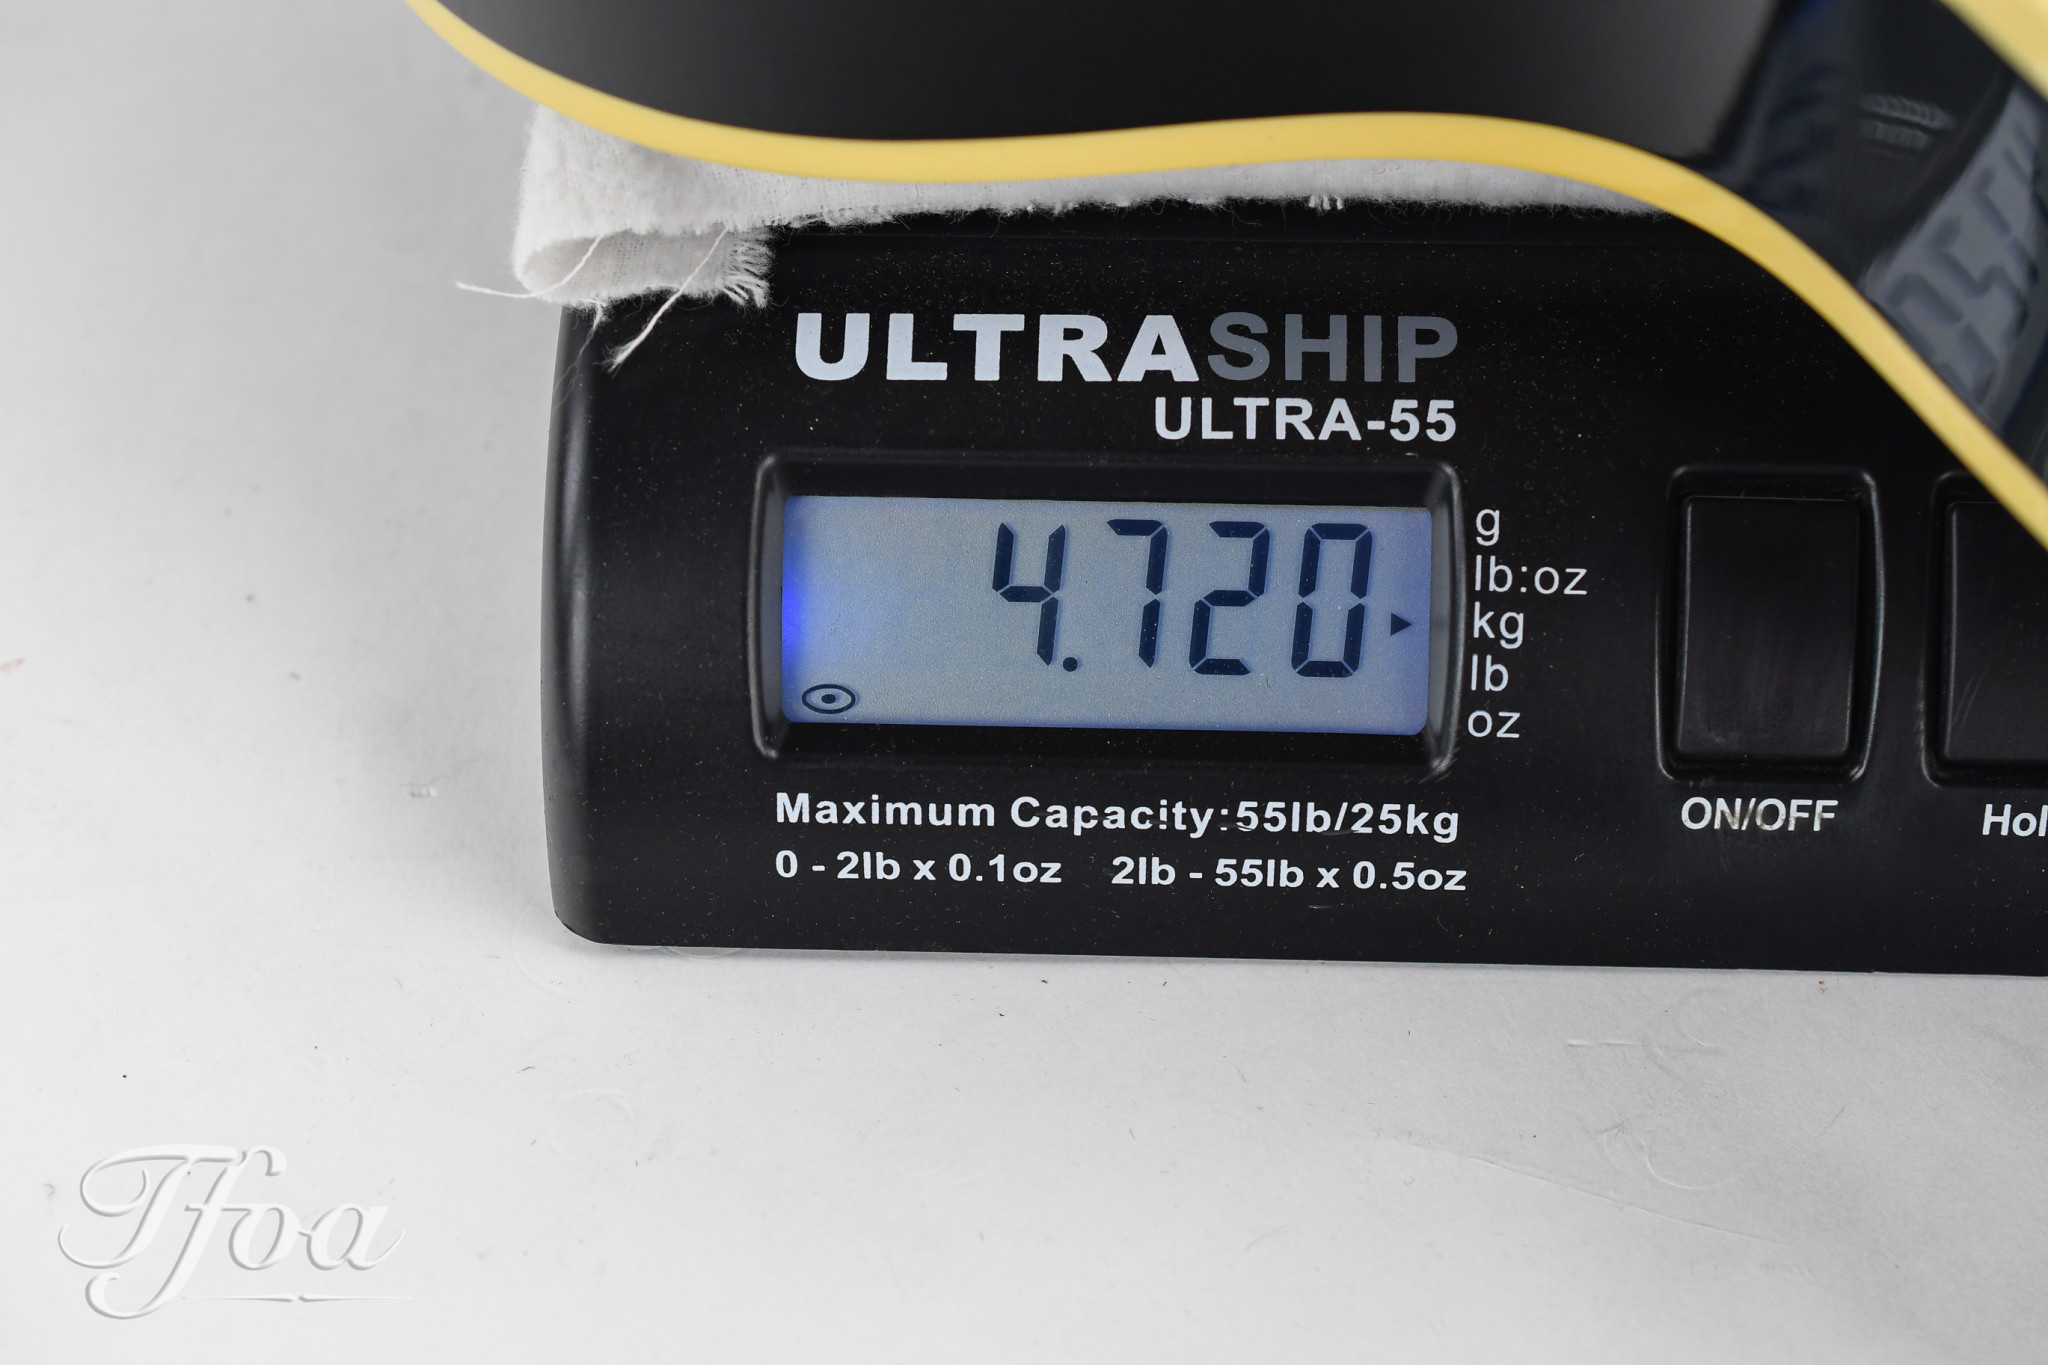 ULTRASHIP
ULTRA-55
4.720
g
lb:oz
kg
lb
oz
Maximum Capacity:55lb/25kg
0 - 2lb x 0.1oz 2lb - 55lb x 0.5oz
ON/OFF
Hol
Tfoa